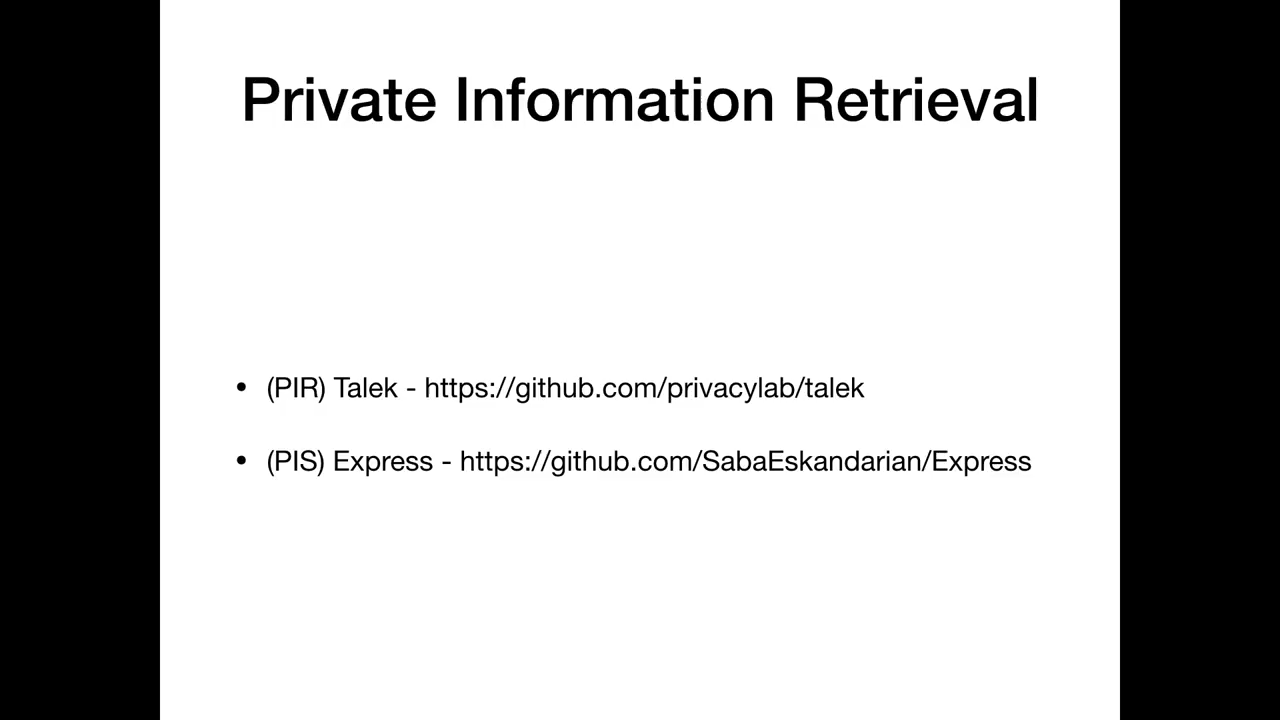 Private Information Retrieval
• (PIR) Talek - https://github.com/privacylab/talek
• (PIS) Express - https://github.com/SabaEskandarian/Express